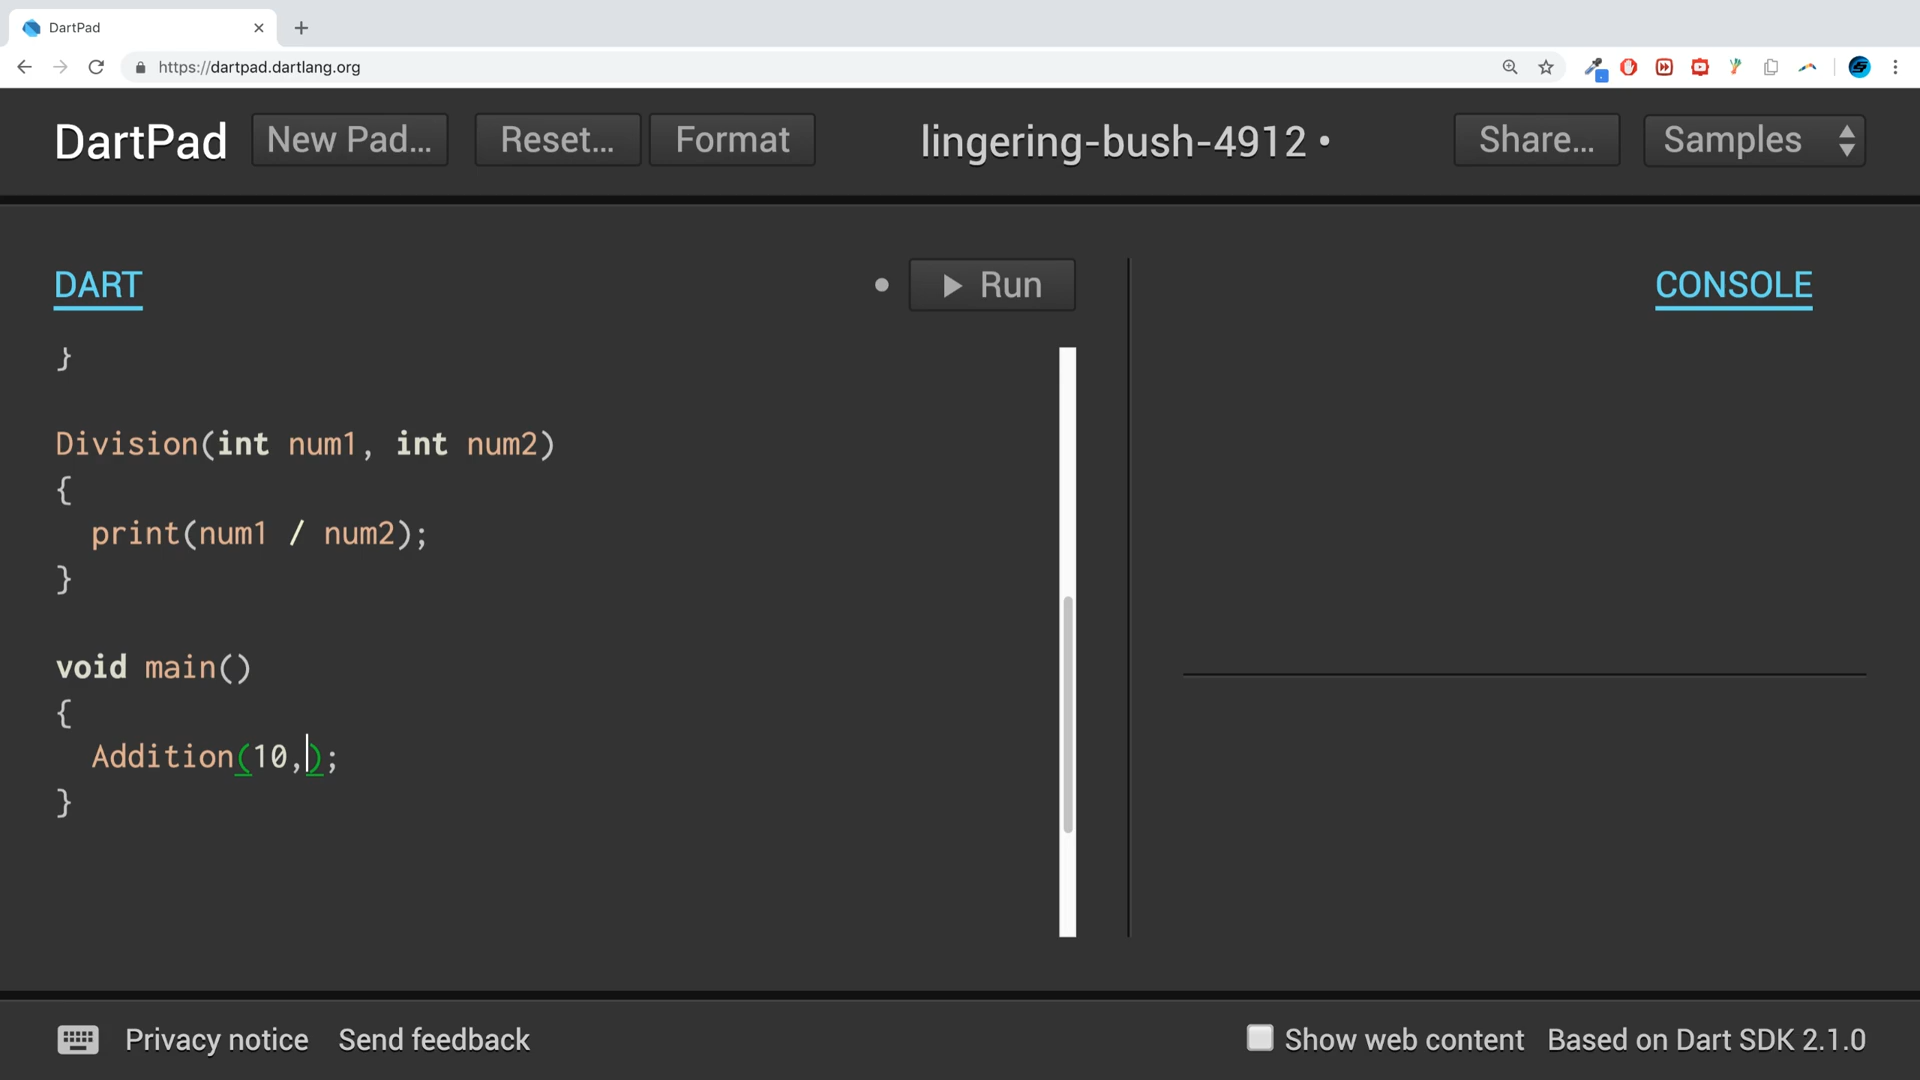 DartPad
https://dartpad.dartlang.org
DartPad New Pad... Reset... Format lingering-bush-4912 • Share... Samples
DART Run CONSOLE
}
Division(int num1, int num2)
{
print(num1 / num2);
}
void main()
{
Addition(10,);
}
Privacy notice Send feedback Show web content Based on Dart SDK 2.1.0